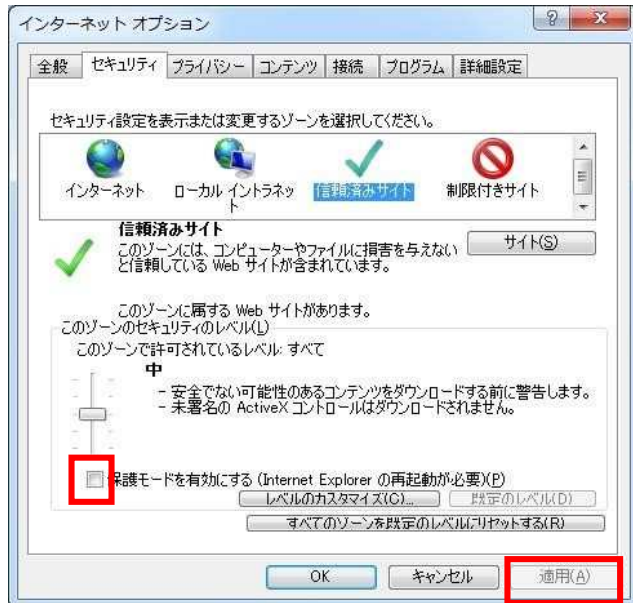 インターネット オプション
全般 セキュリティ プライバシー コンテンツ 接続 プログラム 詳細設定
セキュリティ設定を表示または変更するゾーンを選択してください。
インターネット ローカル イントラネット 信頼済みサイト 制限付きサイト
信頼済みサイト
このゾーンには、コンピューターやファイルに損害を与えない
と信頼している Web サイトが含まれています。
サイト(S)
このゾーンに属する Web サイトがあります。
このゾーンのセキュリティのレベル(L)
このゾーンで許可されているレベル: すべて
中
- 安全でない可能性のあるコンテンツをダウンロードする前に警告します。
- 未署名の ActiveX コントロールはダウンロードされません。
保護モードを有効にする (Internet Explorer の再起動が必要)(P)
レベルのカスタマイズ(C)... 既定のレベル(D)
すべてのゾーンを既定のレベルにリセットする(R)
OK キャンセル 適用(A)